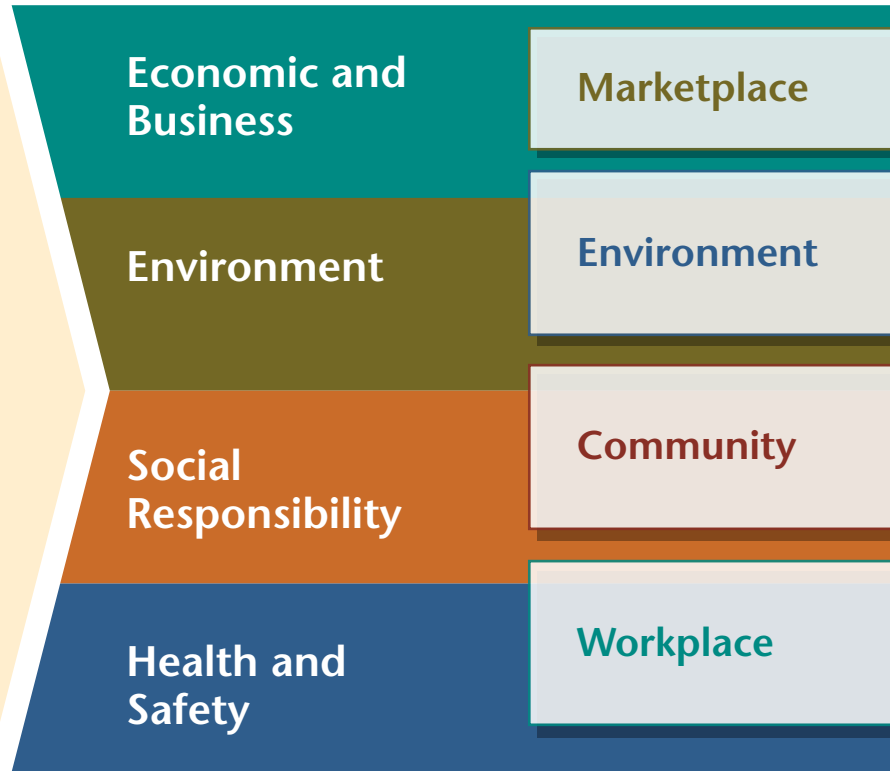 Economic and
Business
Marketplace
Environment
Environment
Social
Responsibility
Community
Health and
Safety
Workplace